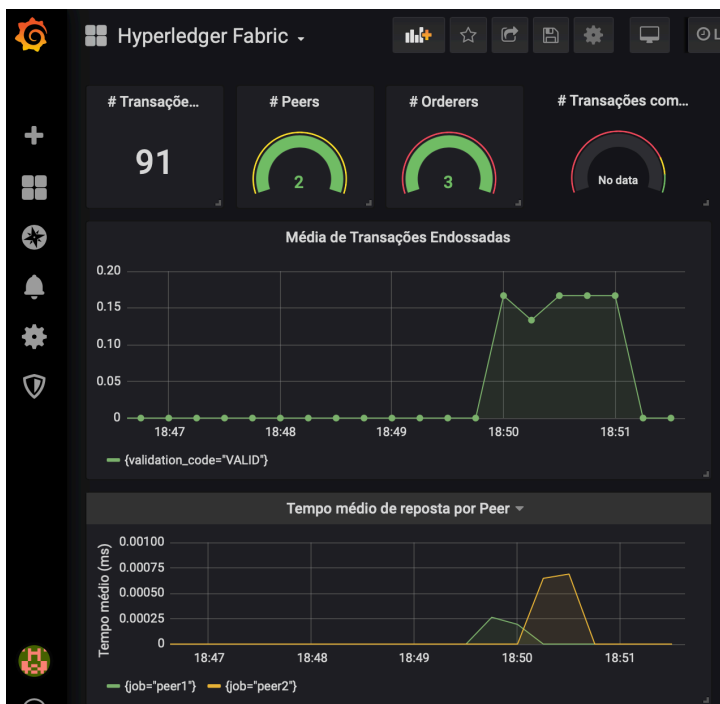 Hyperledger Fabric
L
# Transaçõe...
# Peers
# Orderers
# Transações com...
91
2
3
No data
Média de Transações Endossadas
0.20
0.15
0.10
0.05
0
18:47
18:48
18:49
18:50
18:51
{validation_code="VALID"}
Tempo médio de reposta por Peer
Tempo médio (ms)
0.00100
0.00075
0.00050
0.00025
0
18:47
18:48
18:49
18:50
18:51
{job="peer1"}
{job="peer2"}